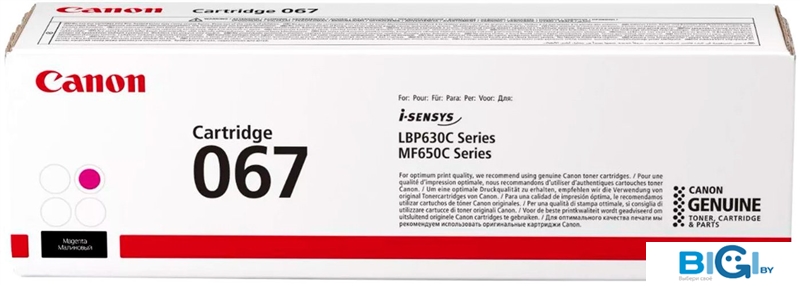 Canon
Cartridge 067
Canon
Cartridge
067
Magenta
Малиновый
For: Pour: Für: Para: Per: Voor: Для:
i-SENSYS
LBP630C Series
MF650C Series
For optimum print quality, we recommend using genuine Canon toner cartridges. / Pour une
qualité d'impression optimale, nous recommandons d'utiliser d'authentiques cartouches toner
Canon. / Um eine optimale Druckqualität zu erhalten, empfehlen wir die Verwendung von
original Tonercartridges von Canon. / Para una calidad de impresión óptima, le recomendamos
utilizar cartuchos de tóner Canon originales. / Per una qualità di stampa ottimale, si consiglia di
utilizzare cartucce di toner Canon originali. / Voor de beste printkwaliteit wordt geadviseerd om
uitsluitend originele Canon cartridges te gebruiken. / Для оптимального качества печати мы
рекомендуем использовать оригинальные тонер-картриджи Canon.
CANON
GENUINE
TONER, CARTRIDGE
& PARTS
BIGI.BY
Выбери своё